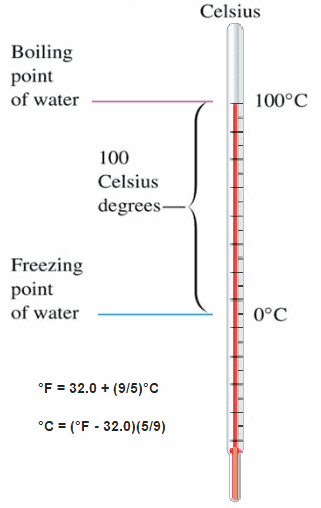 Celsius
Boiling
point
of water
100°C
100
Celsius
degrees
Freezing
point
of water
0°C
°F = 32.0 + (9/5)°C
°C = (°F - 32.0)(5/9)